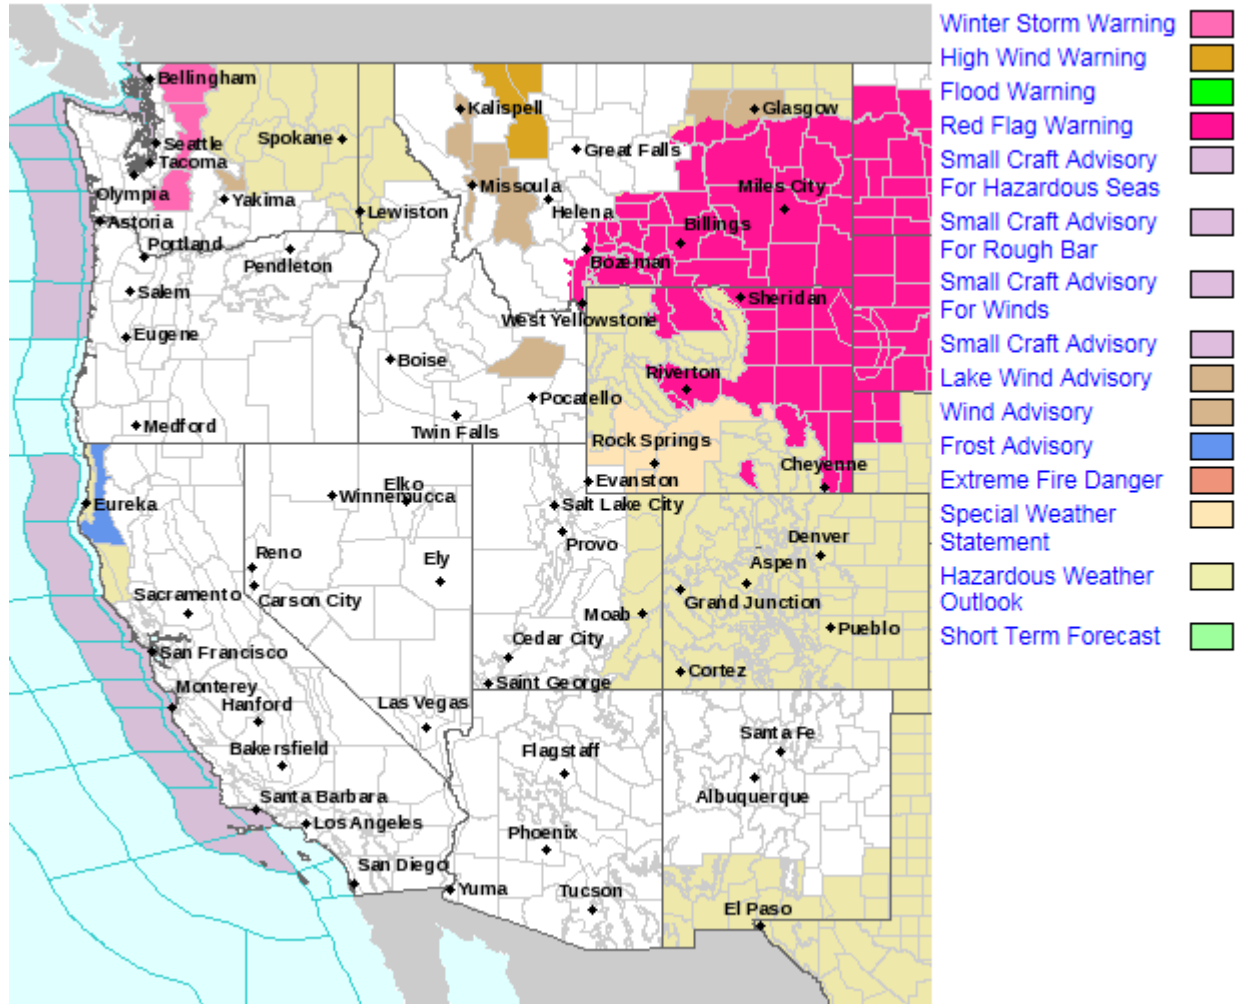 Winter Storm Warning
High Wind Warning
Flood Warning
Red Flag Warning
Small Craft Advisory
For Hazardous Seas
Small Craft Advisory
For Rough Bar
Small Craft Advisory
For Winds
Small Craft Advisory
Lake Wind Advisory
Wind Advisory
Frost Advisory
Extreme Fire Danger
Special Weather
Statement
Hazardous Weather
Outlook
Short Term Forecast
Bellingham
Kalispell
Glasgow
Spokane
Seattle
Great Falls
Tacoma
Missoula
Miles City
Olympia
Yakima
Lewiston
Helena
Astoria
Billings
Portland
Pendleton
Bozeman
Salem
Sheridan
West Yellowstone
Eugene
Boise
Riverton
Pocatello
Medford
Twin Falls
Rock Springs
Cheyenne
Evanston
Elko
Winnemucca
Eureka
Salt Lake City
Provo
Denver
Reno
Ely
Aspen
Sacramento
Carson City
Grand Junction
Moab
Pueblo
Cedar City
San Francisco
Cortez
Saint George
Monterey
Hanford
Las Vegas
Santa Fe
Bakersfield
Flagstaff
Albuquerque
Santa Barbara
Los Angeles
Phoenix
San Diego
Yuma
Tucson
El Paso